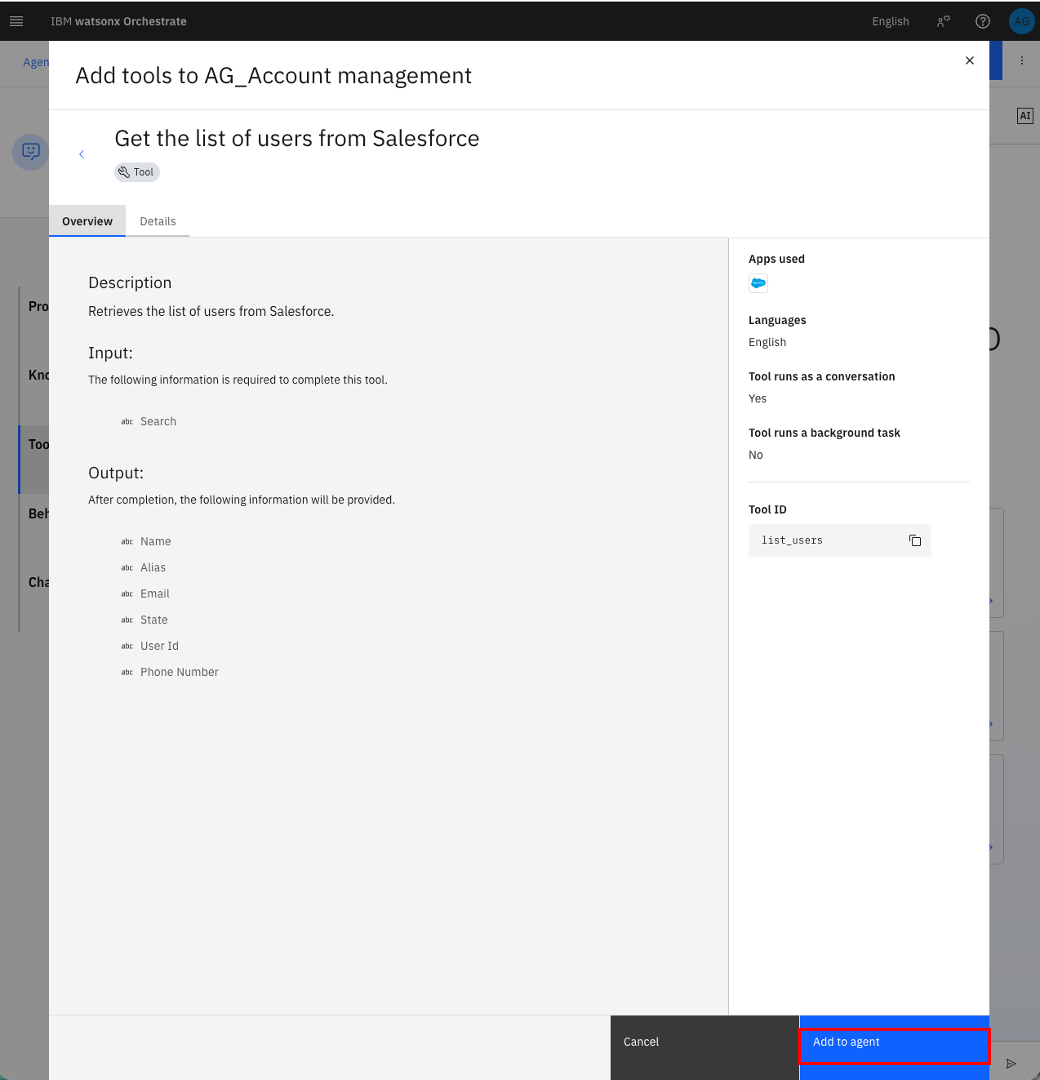 IBM watsonx Orchestrate
English
AG
Agen
Add tools to AG_Account management
AI
Get the list of users from Salesforce
Tool
Overview
Details
Description
Retrieves the list of users from Salesforce.
Input:
The following information is required to complete this tool.
abc Search
Output:
After completion, the following information will be provided.
abc Name
abc Alias
abc Email
abc State
abc User Id
abc Phone Number
Apps used
Languages
English
Tool runs as a conversation
Yes
Tool runs a background task
No
Tool ID
list_users
Pro
Kno
Too
Beh
Cha
Cancel
Add to agent